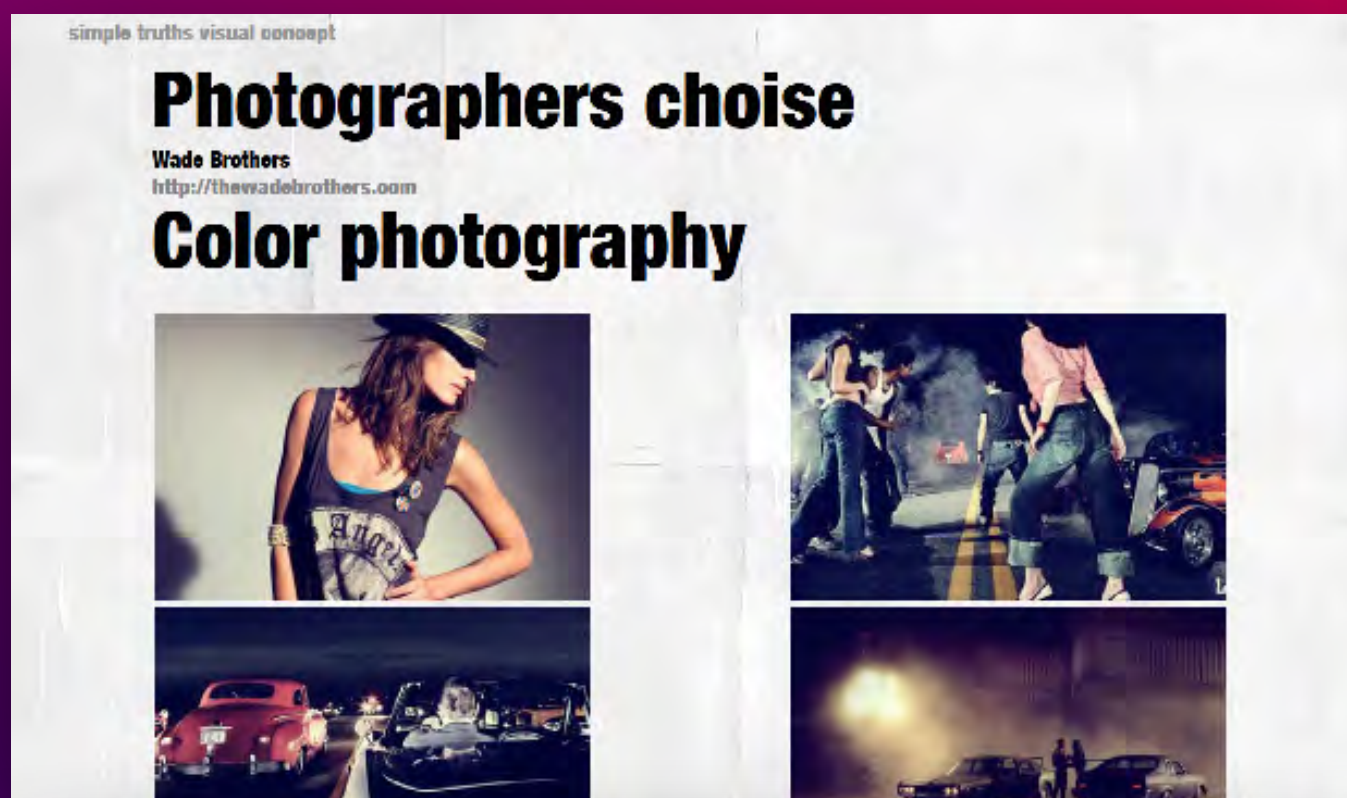 simple truths visual concept
Photographers choise
Wade Brothers
http://thewadebrothers.com
Color photography